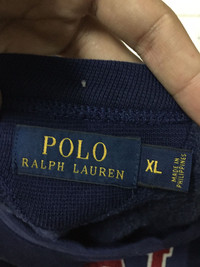 POLO
RALPH LAUREN
XL
MADE IN
PHILIPPINES